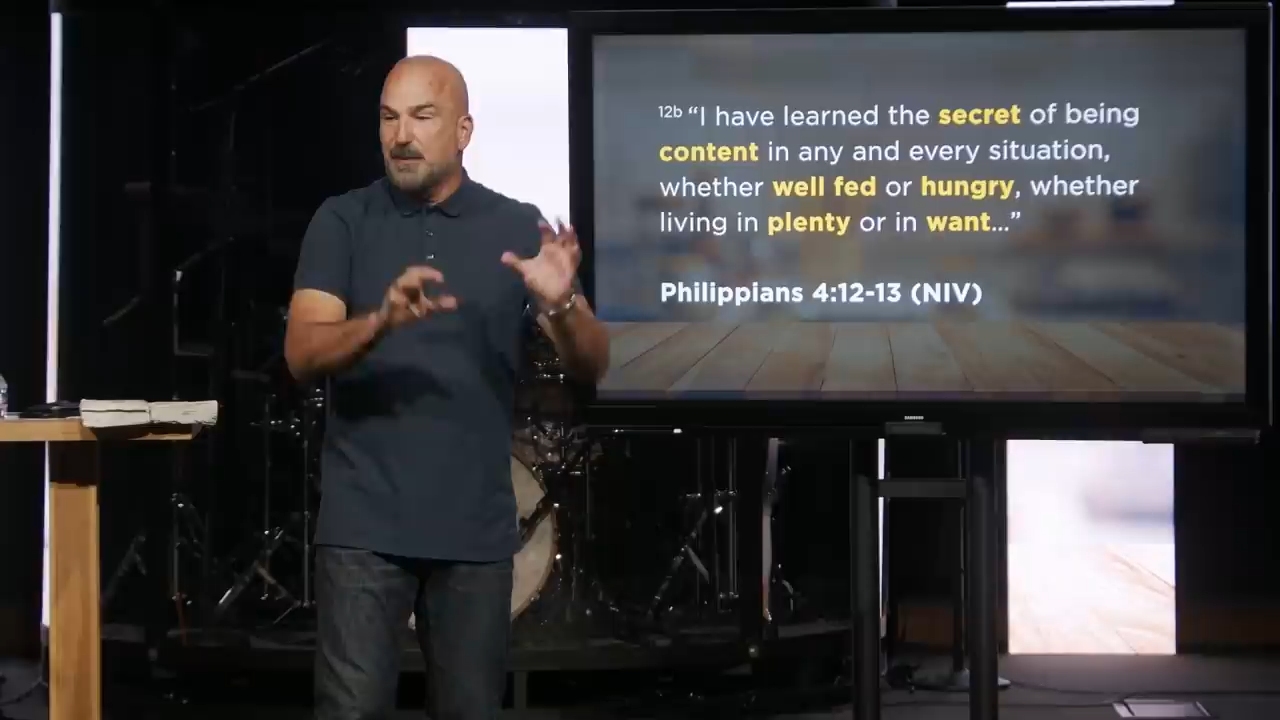 12b “I have learned the secret of being
content in any and every situation,
whether well fed or hungry, whether
living in plenty or in want...”
Philippians 4:12-13 (NIV)
SAMSUNG